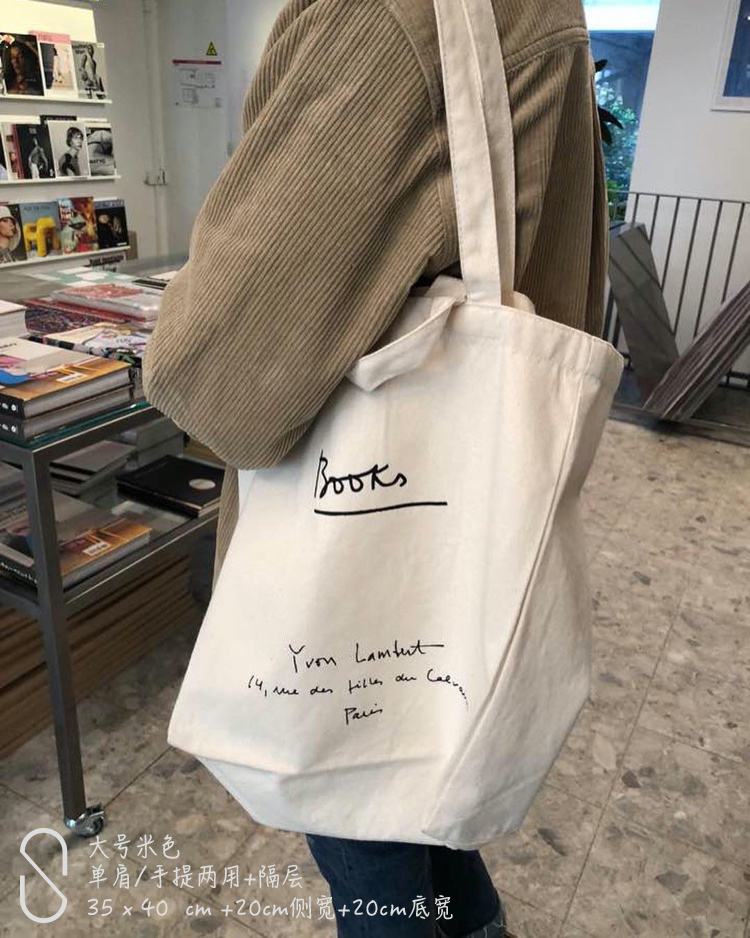 Books
Yvon Lambert
14, rue des filles du Calvaire
Paris
大号米色
单肩/手提两用+隔层
35 x 40 cm +20cm侧宽+20cm底宽